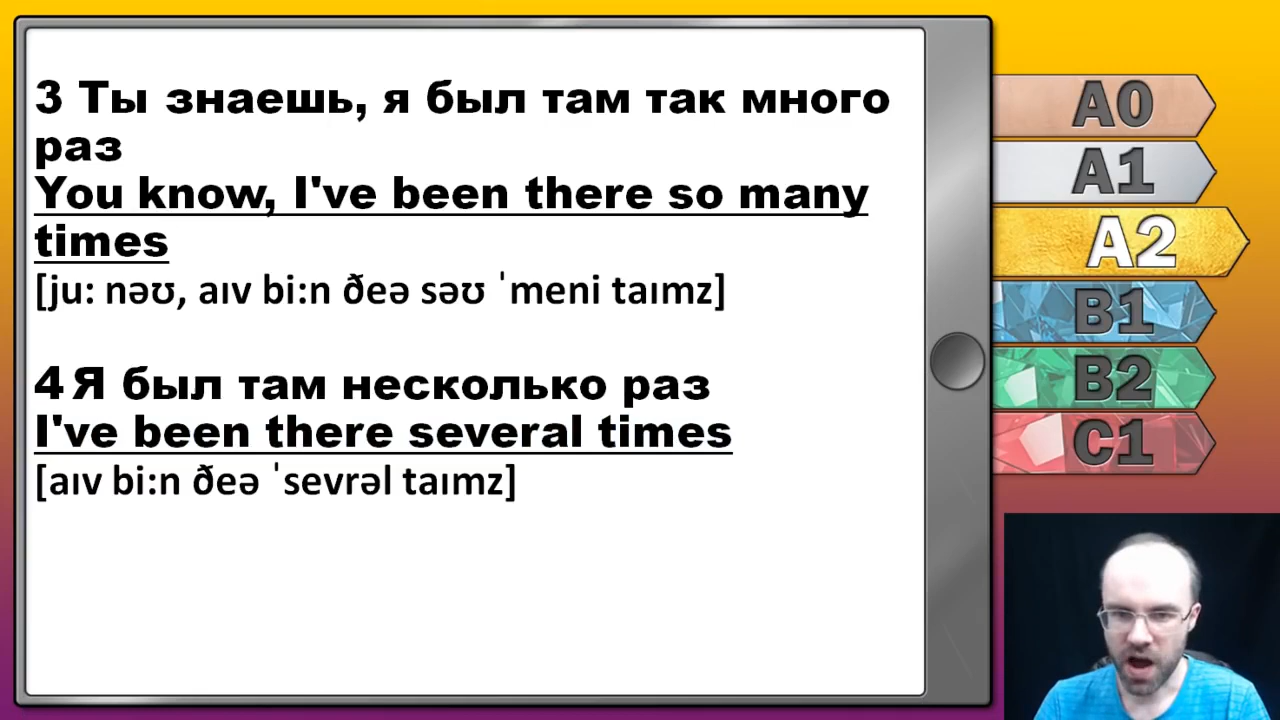 3 Ты знаешь, я был там так много
раз
You know, I've been there so many
times
[ju: nəʊ, aɪv bi:n ðeə səʊ ˈmeni taɪmz]
4 Я был там несколько раз
I've been there several times
[aɪv bi:n ðeə ˈsevrəl taɪmz]
A0
A1
A2
B1
B2
C1